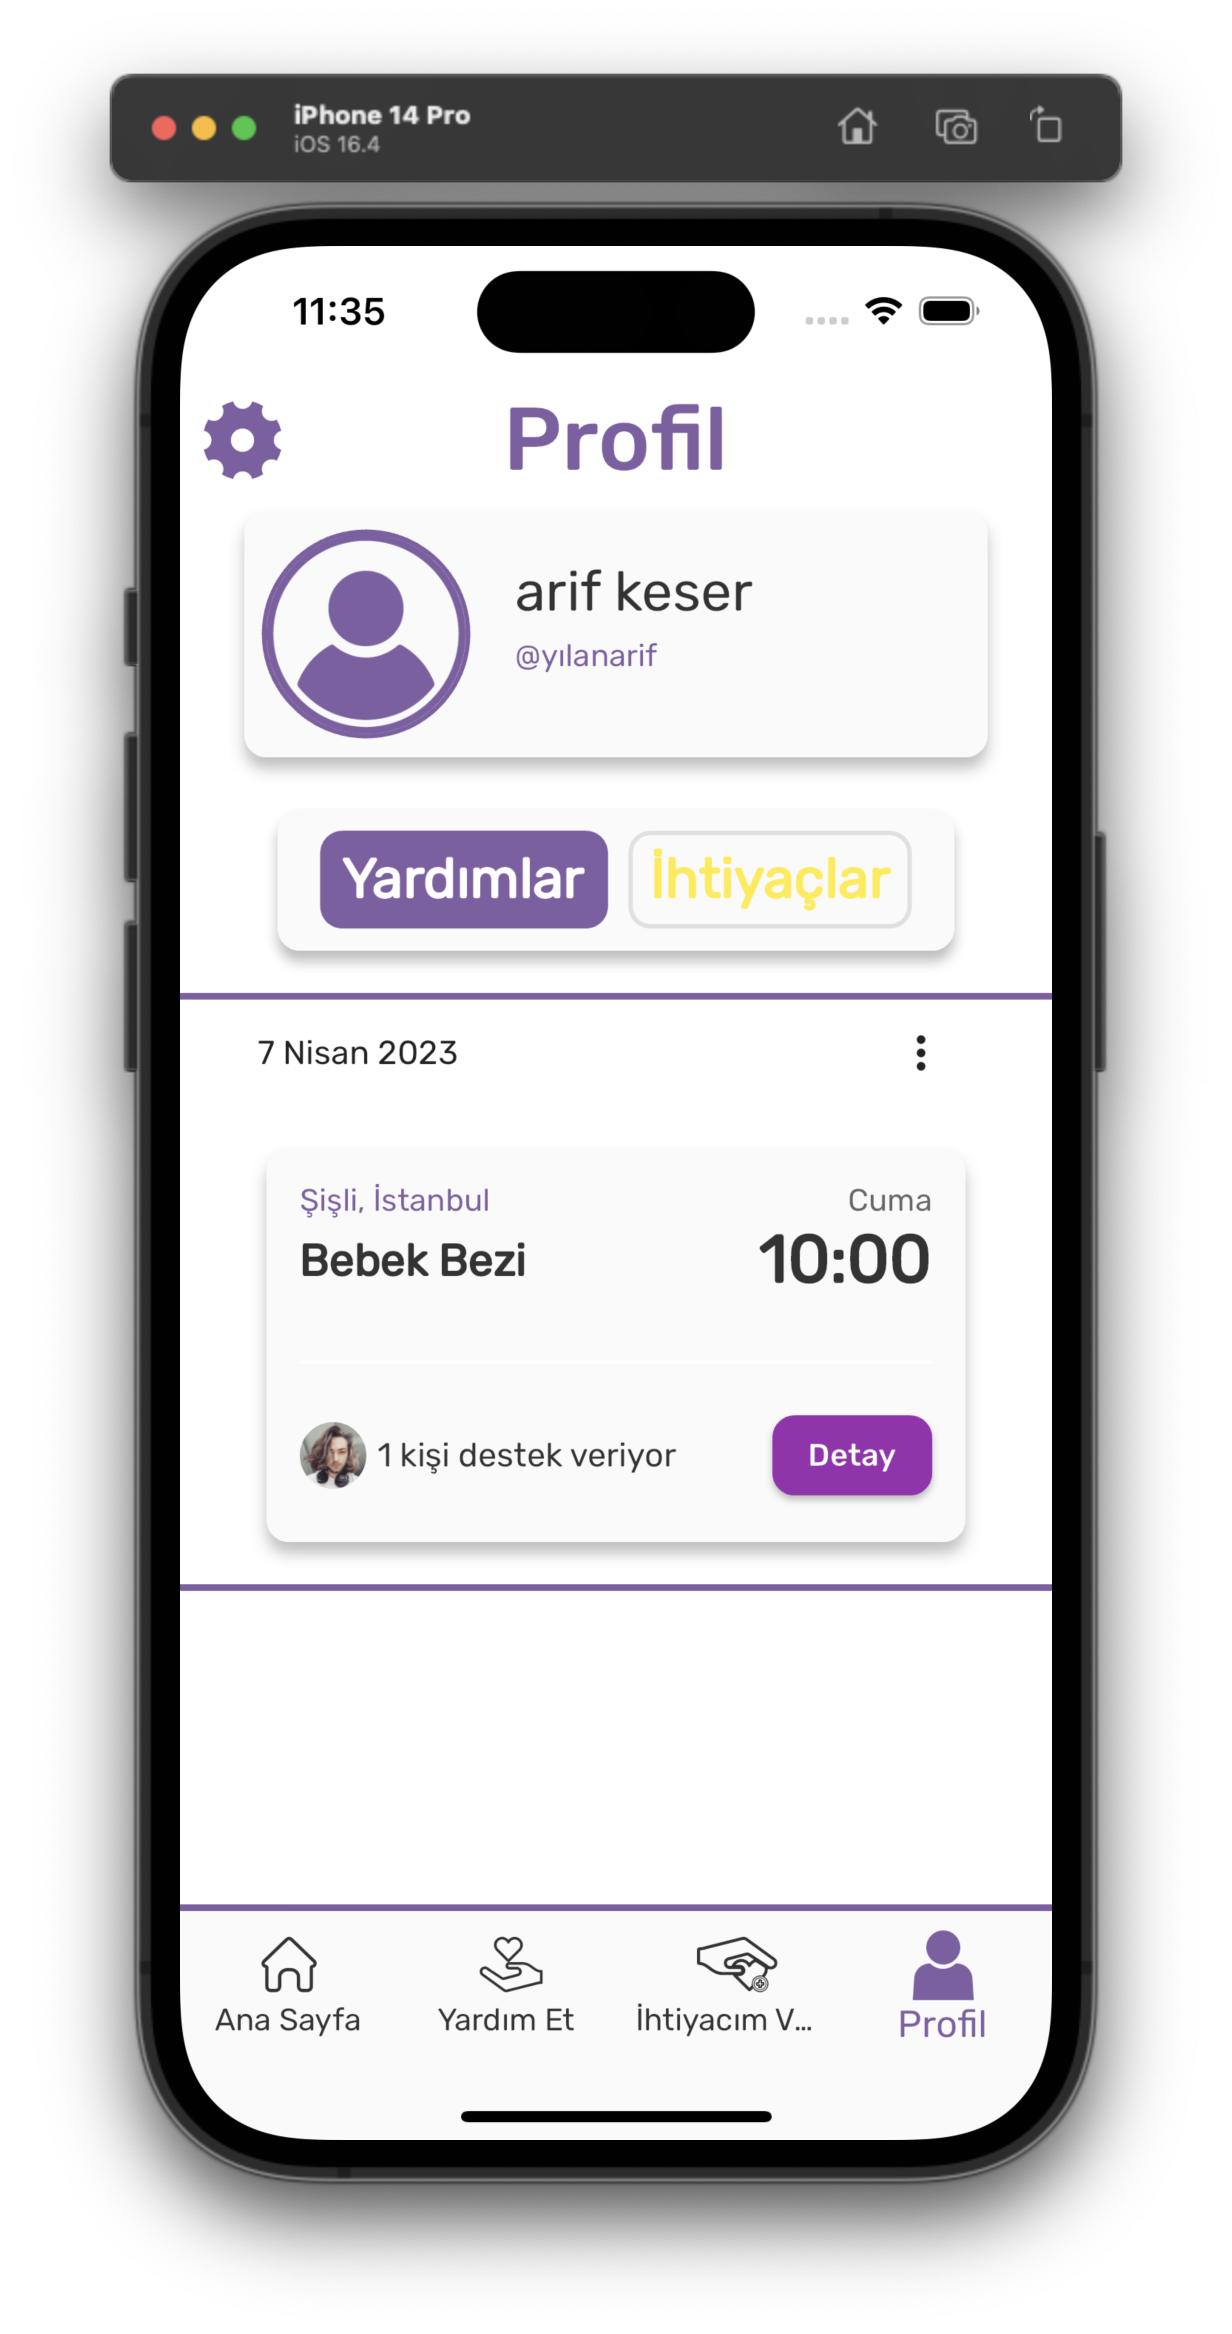 iPhone 14 Pro
iOS 16.4
11:35
Profil
arif keser
@yılanarif
Yardımlar İhtiyaçlar
7 Nisan 2023
Şişli, İstanbul Cuma
Bebek Bezi 10:00
1 kişi destek veriyor Detay
Ana Sayfa Yardım Et İhtiyacım V... Profil